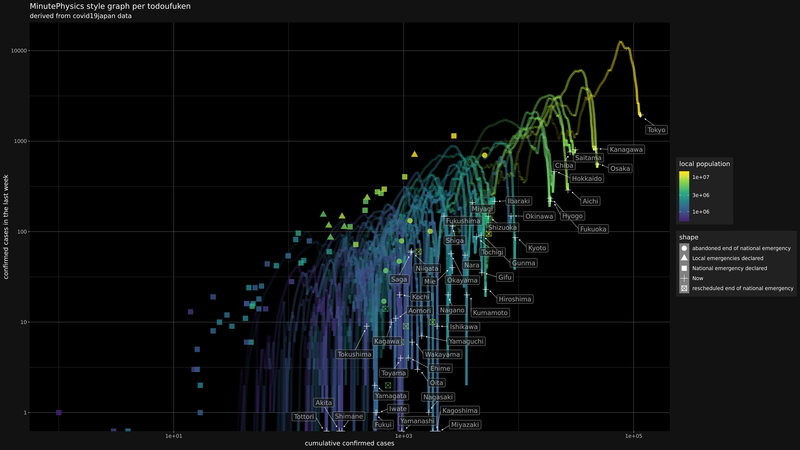 MinutePhysics style graph per todoufuken
derived from covid19japan data
confirmed cases in the last week
10000
1000
100
10
1
1e+01
1e+03
1e+05
cumulative confirmed cases
Tokyo
Kanagawa
Saitama
Chiba
Osaka
Hokkaido
Aichi
Ibaraki
Miyagi
Okinawa
Hyogo
Fukushima
Shizuoka
Fukuoka
Shiga
Kyoto
Tochigi
Nara
Gunma
Niigata
Saga
Mie
Okayama
Gifu
Kochi
Hiroshima
Aomori
Nagano
Kumamoto
Ishikawa
Kagawa
Yamaguchi
Tokushima
Wakayama
Toyama
Ehime
Oita
Yamagata
Nagasaki
Akita
Iwate
Kagoshima
Tottori
Shimane
Fukui
Yamanashi
Miyazaki
local population
1e+07
3e+06
1e+06
shape
abandoned end of national emergency
Local emergencies declared
National emergency declared
Now
rescheduled end of national emergency